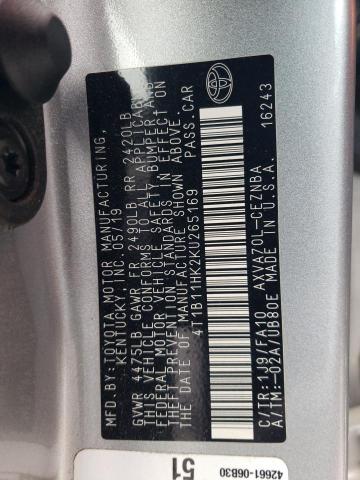 MFD. BY: TOYOTA MOTOR MANUFACTURING,
KENTUCKY, INC. 05/19
GVWR 4475LB GAWR FR 2490LB RR 2420LB
THIS VEHICLE CONFORMS TO ALL APPLICABLE
FEDERAL MOTOR VEHICLE SAFETY, BUMPER, AND
THEFT PREVENTION STANDARDS IN EFFECT ON
THE DATE OF MANUFACTURE SHOWN ABOVE.
4T1B11HK2KU265169 PASS. CAR
C/TR:1J9/FA10 AXVA70L-CEZNBA
A/TM:-02A/UB80E MADE IN U.S.A. 16243
42661-06B30
51